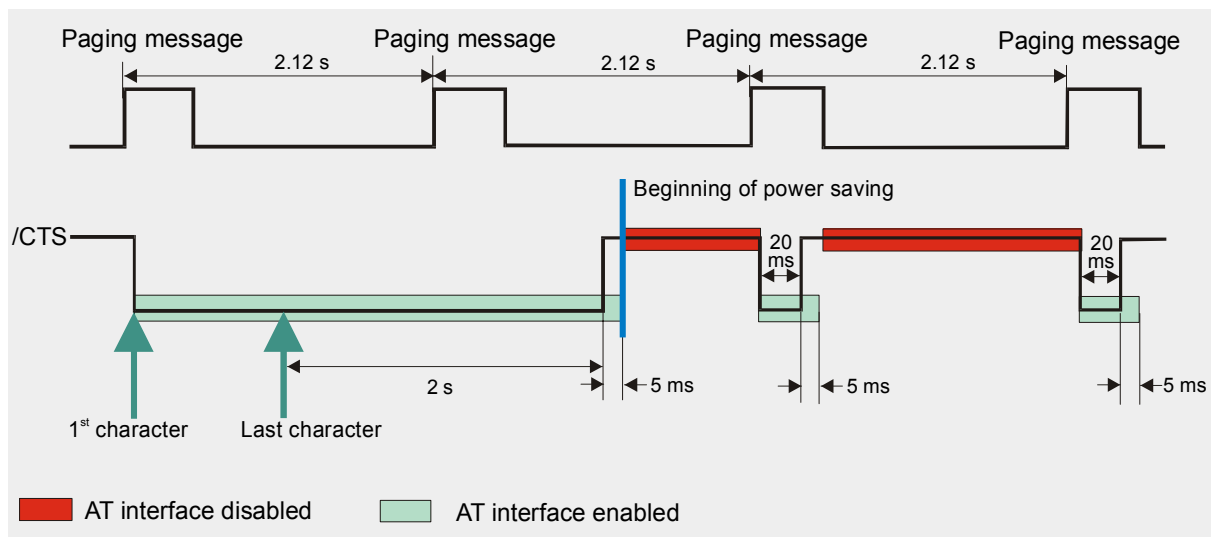 Paging message Paging message Paging message Paging message
2.12 s 2.12 s 2.12 s
Beginning of power saving
/CTS
20 ms
20 ms
2 s
5 ms
5 ms
5 ms
1st character
Last character
AT interface disabled
AT interface enabled